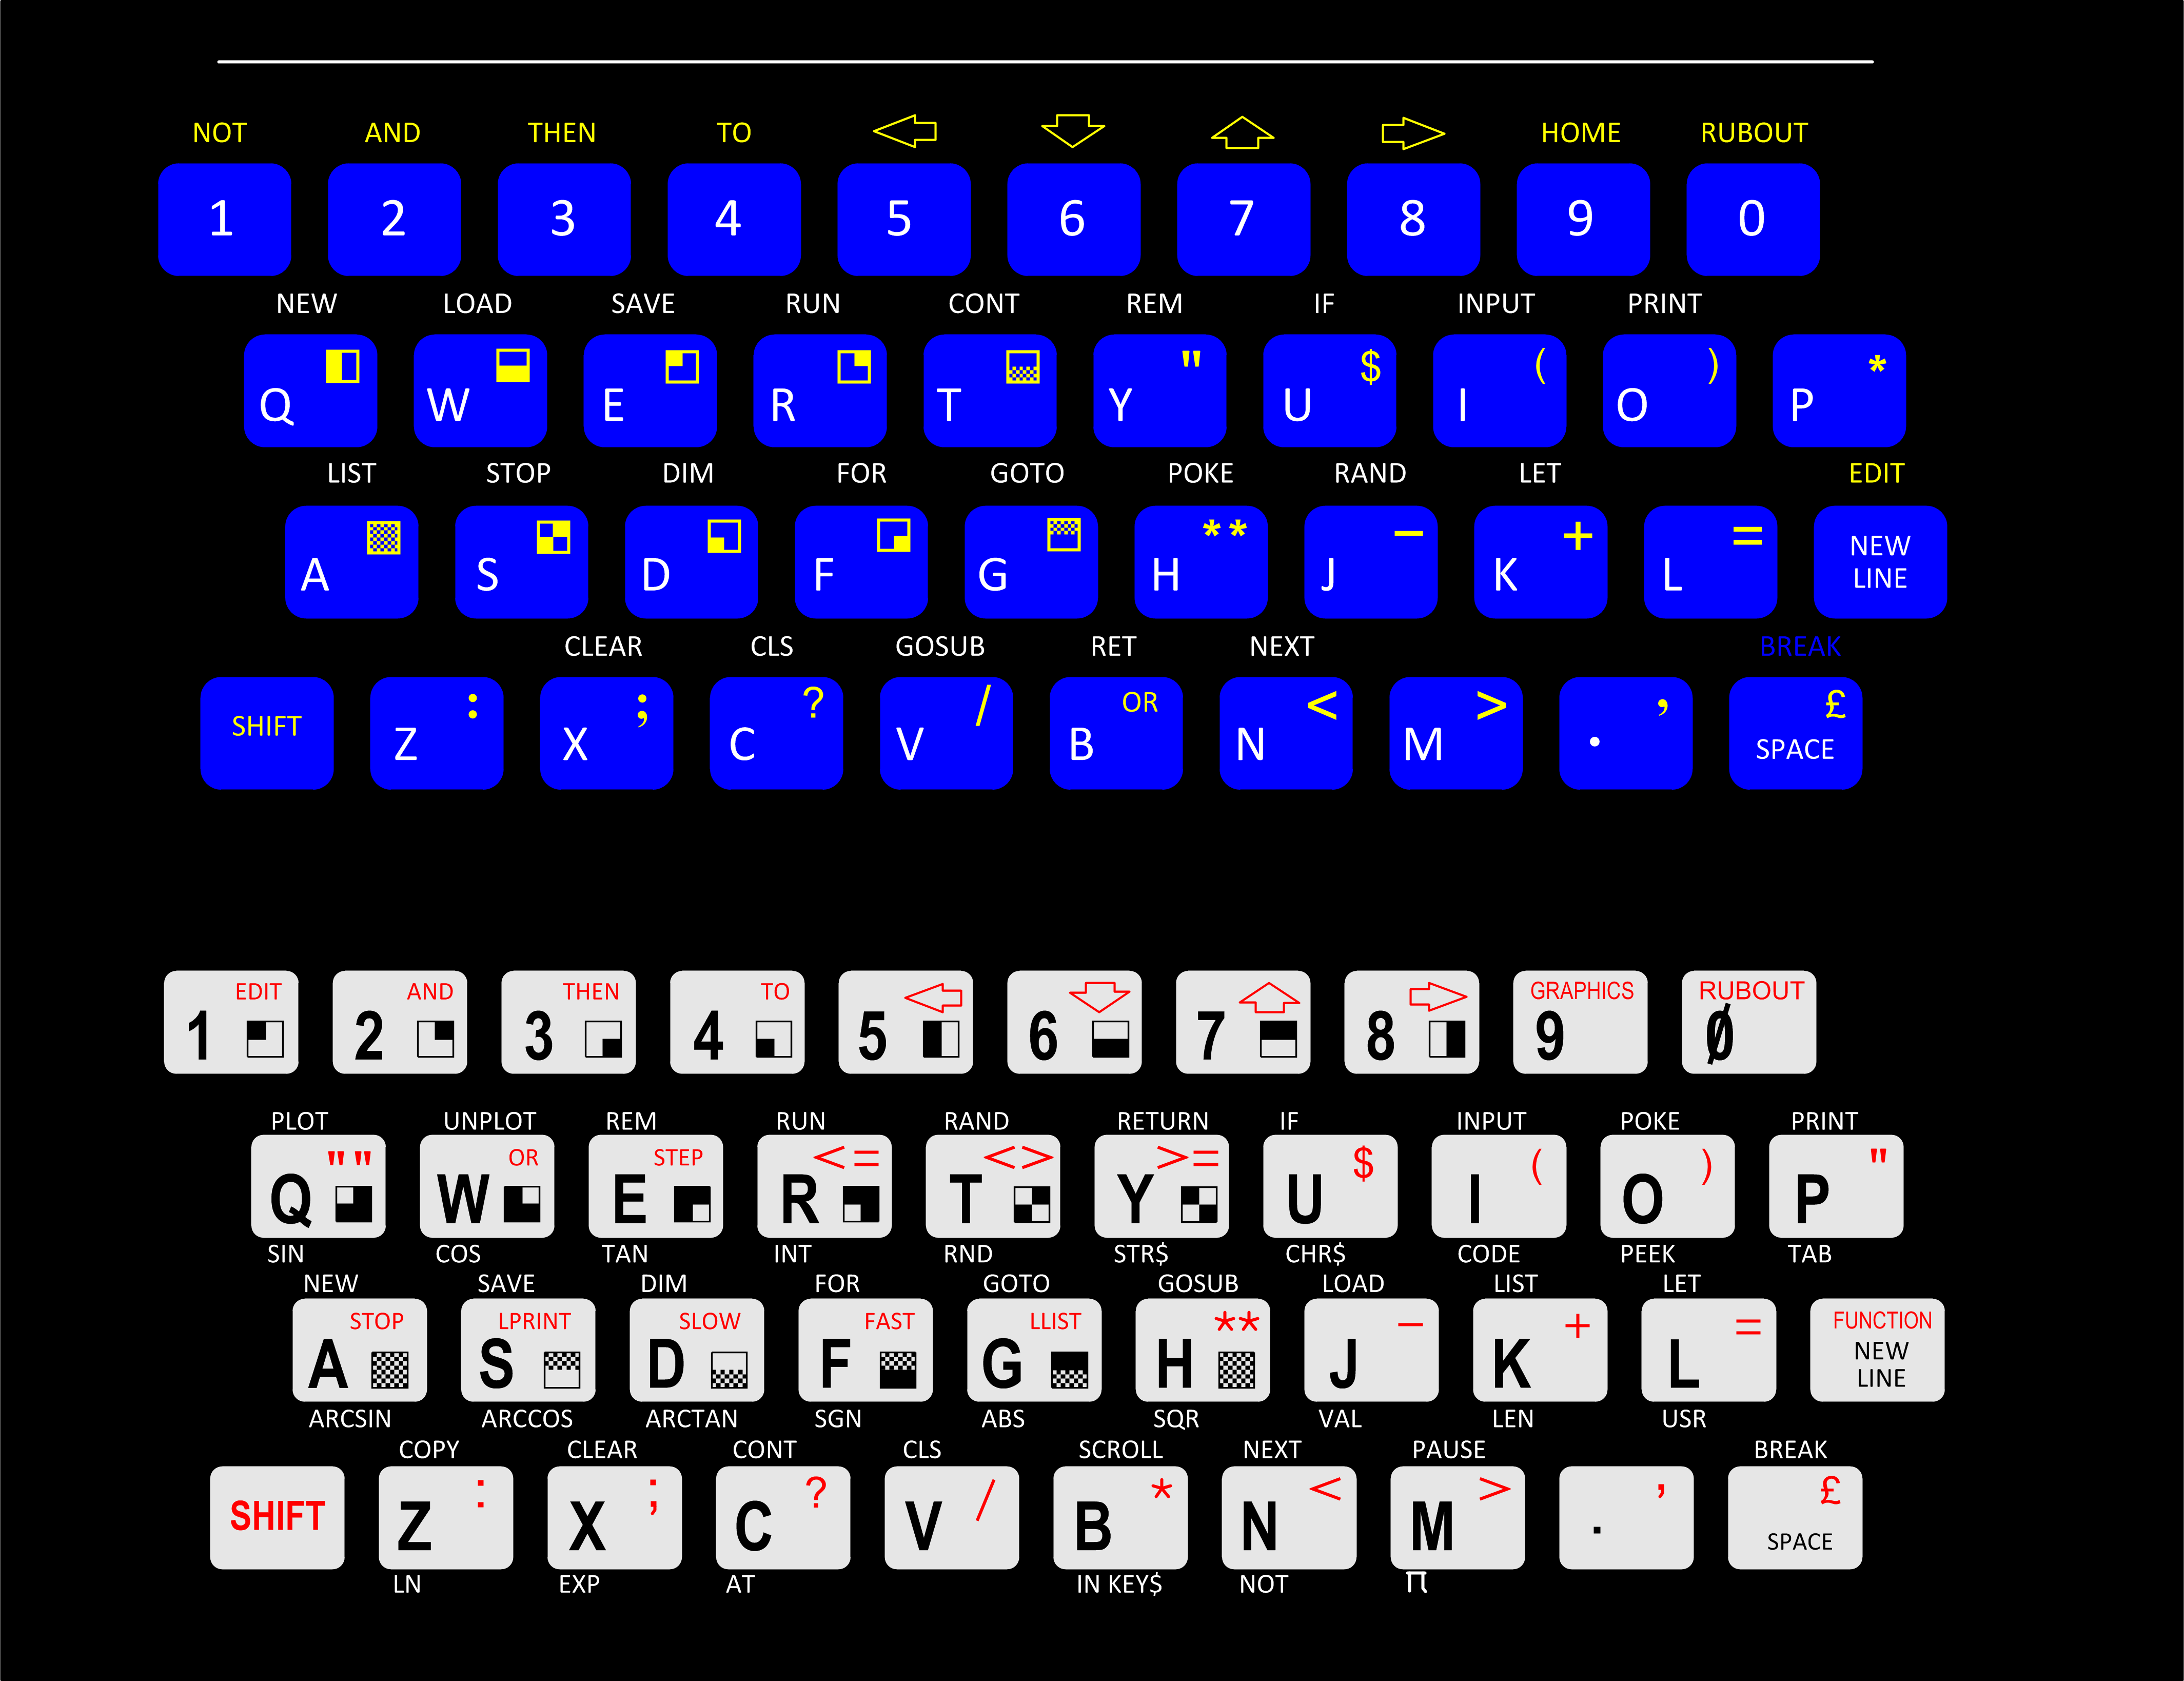 NOT AND THEN TO HOME RUBOUT
1 2 3 4 5 6 7 8 9 0
NEW LOAD SAVE RUN CONT REM IF INPUT PRINT
" $ ( ) *
Q W E R T Y U I O P
LIST STOP DIM FOR GOTO POKE RAND LET EDIT
** − + =
A S D F G H J K L NEW LINE
CLEAR CLS GOSUB RET NEXT BREAK
: ; ? / OR < > , £
SHIFT Z X C V B N M . SPACE
EDIT AND THEN TO GRAPHICS RUBOUT
1 2 3 4 5 6 7 8 9 0
PLOT UNPLOT REM RUN RAND RETURN IF INPUT POKE PRINT
"" OR STEP <= <> >= $ ( ) "
Q W E R T Y U I O P
SIN COS TAN INT RND STR$ CHR$ CODE PEEK TAB
NEW SAVE DIM FOR GOTO GOSUB LOAD LIST LET
STOP LPRINT SLOW FAST LLIST ** − + = FUNCTION
A S D F G H J K L NEW LINE
ARCSIN ARCCOS ARCTAN SGN ABS SQR VAL LEN USR
COPY CLEAR CONT CLS SCROLL NEXT PAUSE BREAK
: ; ? / * < > , £
SHIFT Z X C V B N M . SPACE
LN EXP AT IN KEY$ NOT π